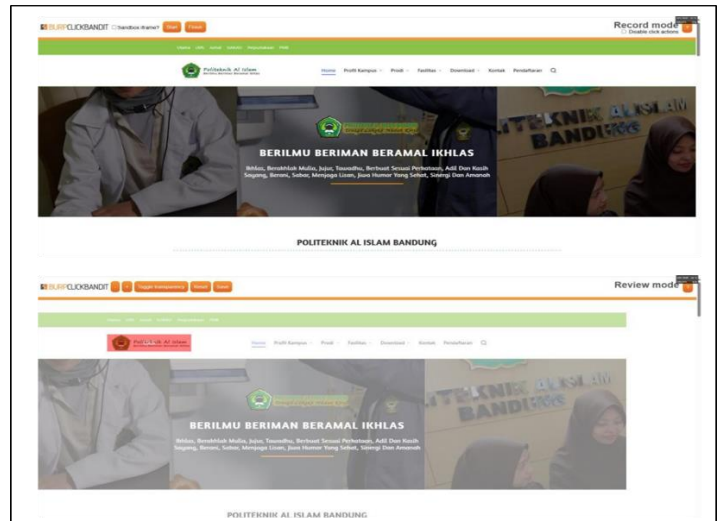 BURPCLICKBANDIT Sandbox iframe? Start Finish
Record mode
Disable click actions
Politeknik Al Islam
Home Profil Kampus Prodi Fasilitas Download Kontak Pendaftaran
BERILMU BERIMAN BERAMAL IKHLAS
Ikhlas, Berakhlak Mulia, Jujur, Tawadhu, Berbuat Sesuai Perkataan, Adil Dan Kasih
Sayang, Berani, Sabar, Menjaga Lisan, Jiwa Humor Yang Sehat, Sinergi Dan Amanah
POLITEKNIK AL ISLAM BANDUNG
BURPCLICKBANDIT - + Toggle transparency Reset Save
Review mode
Politeknik Al Islam
Home Profil Kampus Prodi Fasilitas Download Kontak Pendaftaran
BERILMU BERIMAN BERAMAL IKHLAS
Ikhlas, Berakhlak Mulia, Jujur, Tawadhu, Berbuat Sesuai Perkataan, Adil Dan Kasih
Sayang, Berani, Sabar, Menjaga Lisan, Jiwa Humor Yang Sehat, Sinergi Dan Amanah
POLITEKNIK AL ISLAM BANDUNG